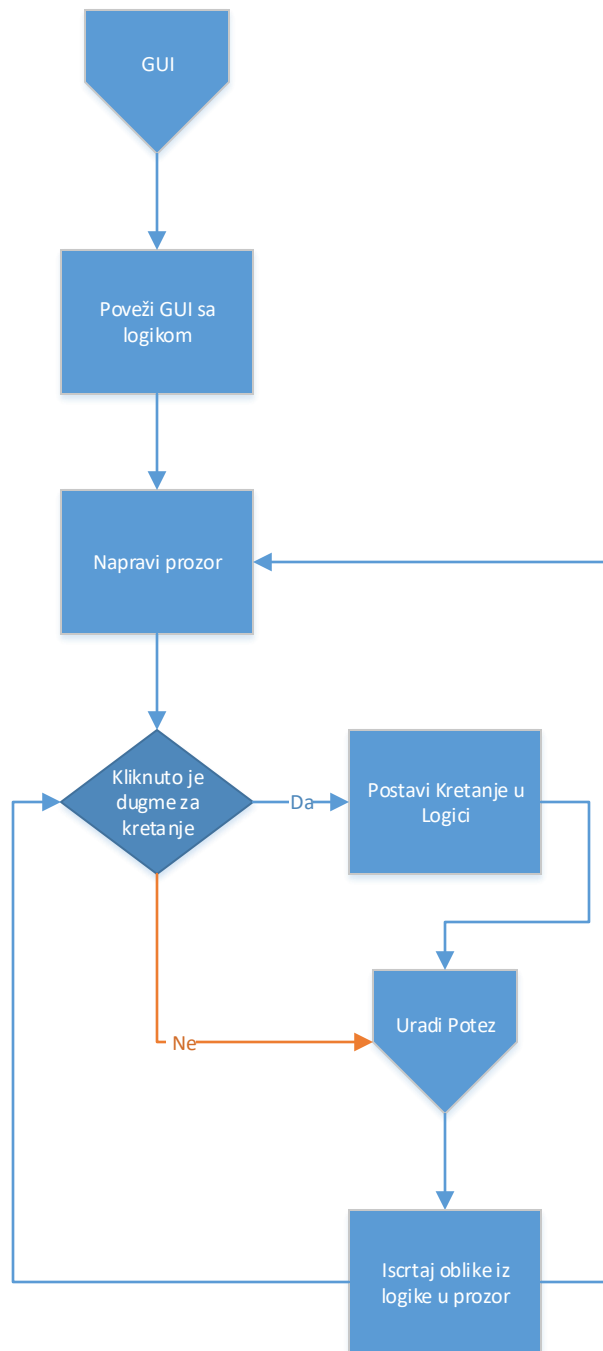 GUI
Poveži GUI sa
logikom
Napravi prozor
Kliknuto je
dugme za
kretanje
Da
Postavi Kretanje u
Logici
Uradi Potez
Ne
Iscrtaj oblike iz
logike u prozor